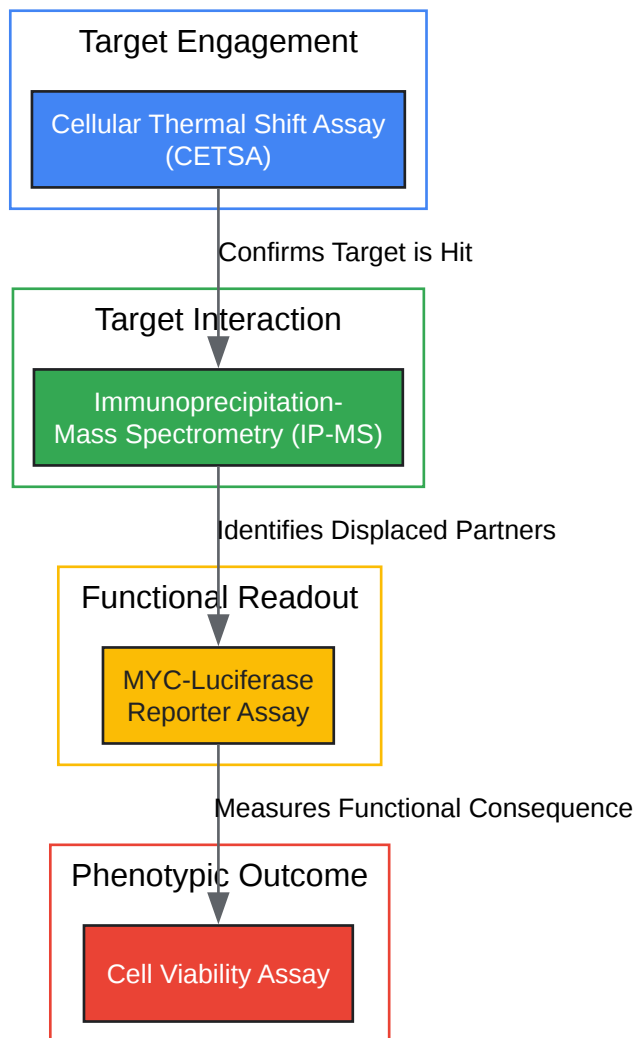 Target Engagement
Cellular Thermal Shift Assay
(CETSA)
Confirms Target is Hit
Target Interaction
Immunoprecipitation-
Mass Spectrometry (IP-MS)
Identifies Displaced Partners
Functional Readout
MYC-Luciferase
Reporter Assay
Measures Functional Consequence
Phenotypic Outcome
Cell Viability Assay